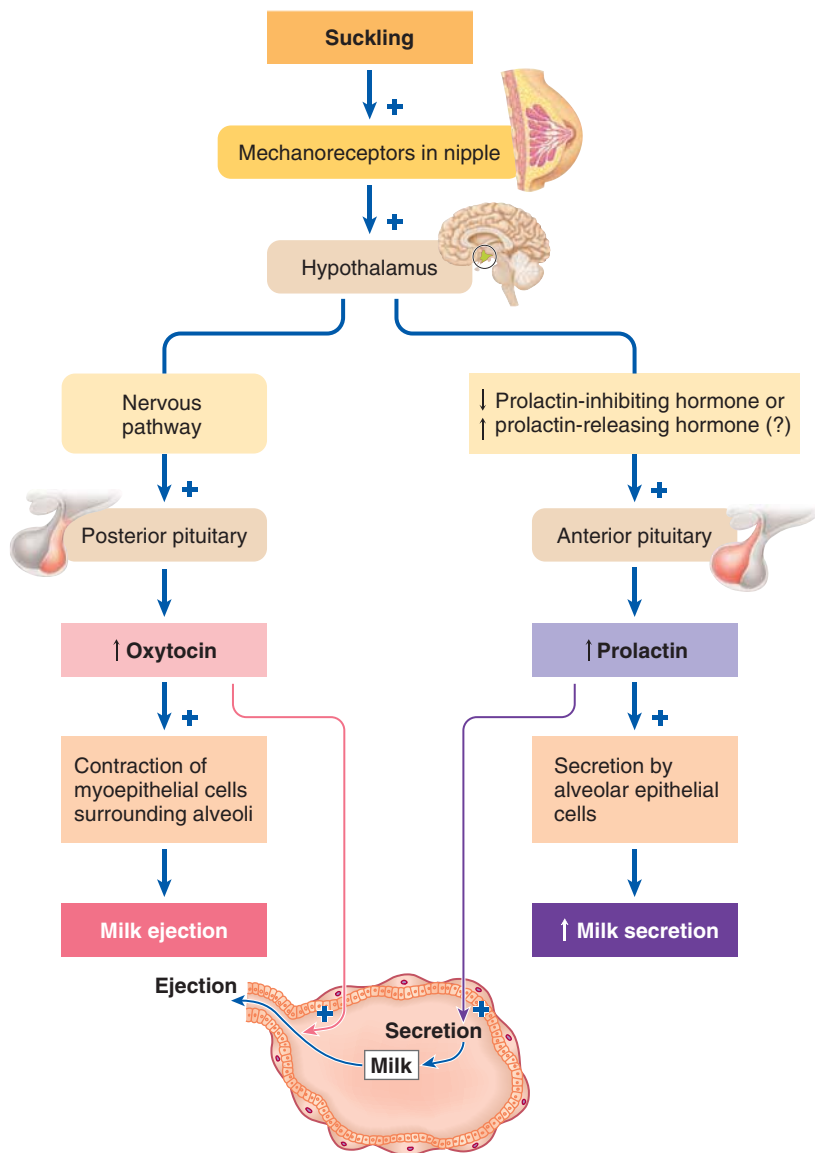 Suckling
+
Mechanoreceptors in nipple
+
Hypothalamus
Nervous
pathway
↓ Prolactin-inhibiting hormone or
↑ prolactin-releasing hormone (?)
+
+
Posterior pituitary
Anterior pituitary
↑ Oxytocin
↑ Prolactin
+
+
Contraction of
myoepithelial cells
surrounding alveoli
Secretion by
alveolar epithelial
cells
Milk ejection
↑ Milk secretion
Ejection
+
+
Secretion
Milk